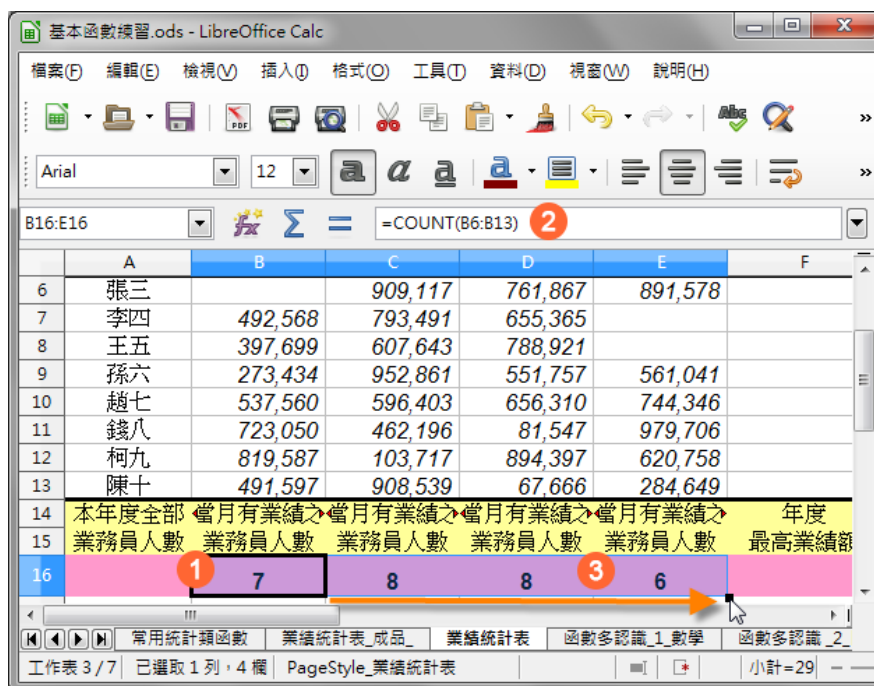 基本函數練習.ods - LibreOffice Calc
檔案(F) 編輯(E) 檢視(V) 插入(I) 格式(O) 工具(T) 資料(D) 視窗(W) 說明(H)
PDF Abc »
Arial 12 a a a a »
B16:E16 =COUNT(B6:B13) 2
A B C D E F
6 張三 909,117 761,867 891,578
7 李四 492,568 793,491 655,365
8 王五 397,699 607,643 788,921
9 孫六 273,434 952,861 551,757 561,041
10 趙七 537,560 596,403 656,310 744,346
11 錢八 723,050 462,196 81,547 979,706
12 柯九 819,587 103,717 894,397 620,758
13 陳十 491,597 908,539 67,666 284,649
14 本年度全部 當月有業績之 當月有業績之 當月有業績之 當月有業績之 年度
15 業務員人數 業務員人數 業務員人數 業務員人數 業務員人數 最高業績額
16 1 7 8 8 3 6
常用統計類函數 業績統計表_成品_ 業績統計表 函數多認識_1_數學 函數多認識_2_
工作表 3 / 7 已選取 1 列，4 欄 PageStyle_業績統計表 小計=29